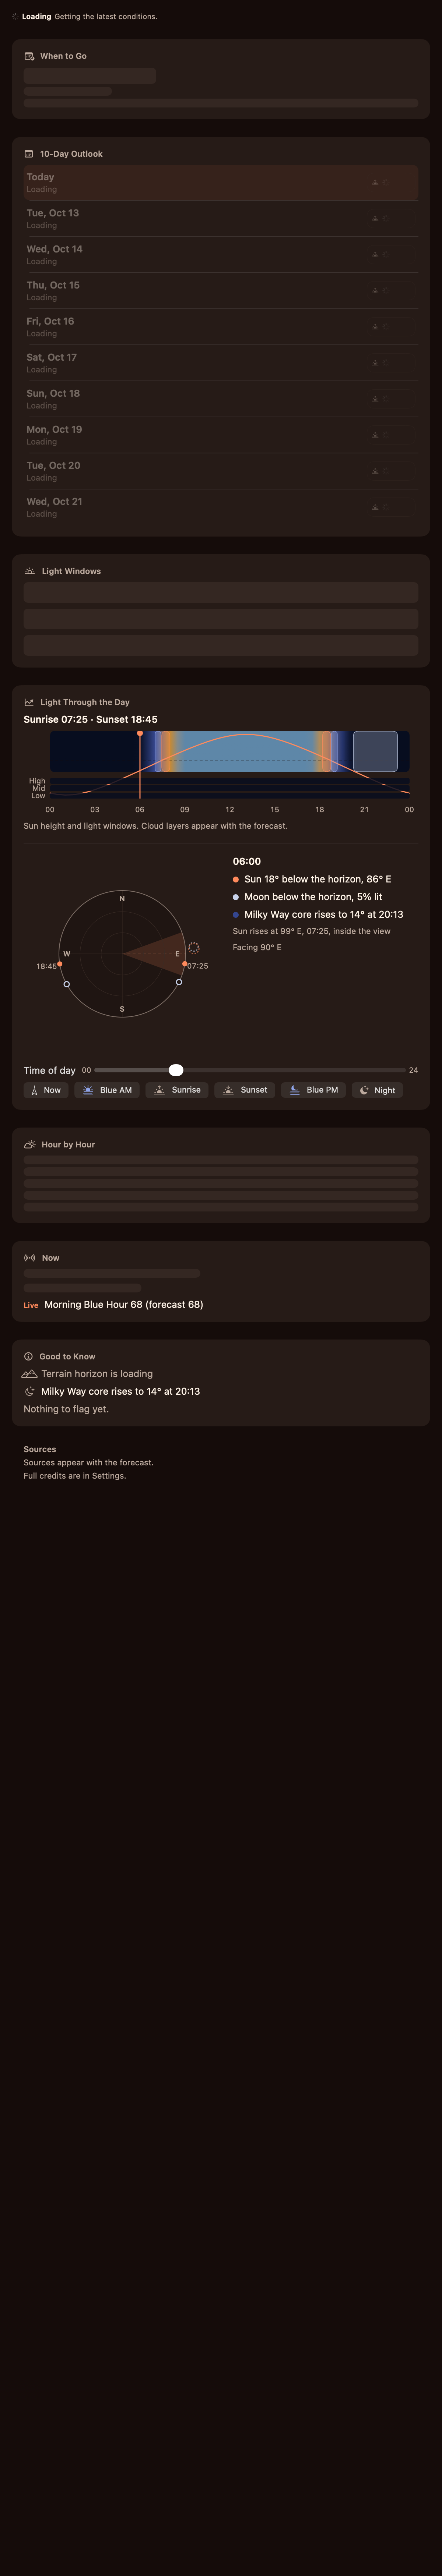 Loading Getting the latest conditions.
When to Go
10-Day Outlook
Today
Loading
Tue, Oct 13
Loading
Wed, Oct 14
Loading
Thu, Oct 15
Loading
Fri, Oct 16
Loading
Sat, Oct 17
Loading
Sun, Oct 18
Loading
Mon, Oct 19
Loading
Tue, Oct 20
Loading
Wed, Oct 21
Loading
Light Windows
Light Through the Day
Sunrise 07:25 · Sunset 18:45
High
Mid
Low
00 03 06 09 12 15 18 21 00
Sun height and light windows. Cloud layers appear with the forecast.
06:00
Sun 18° below the horizon, 86° E
Moon below the horizon, 5% lit
Milky Way core rises to 14° at 20:13
Sun rises at 99° E, 07:25, inside the view
Facing 90° E
N
W E
18:45 07:25
S
Time of day 00 24
Now Blue AM Sunrise Sunset Blue PM Night
Hour by Hour
Now
Live Morning Blue Hour 68 (forecast 68)
Good to Know
Terrain horizon is loading
Milky Way core rises to 14° at 20:13
Nothing to flag yet.
Sources
Sources appear with the forecast.
Full credits are in Settings.